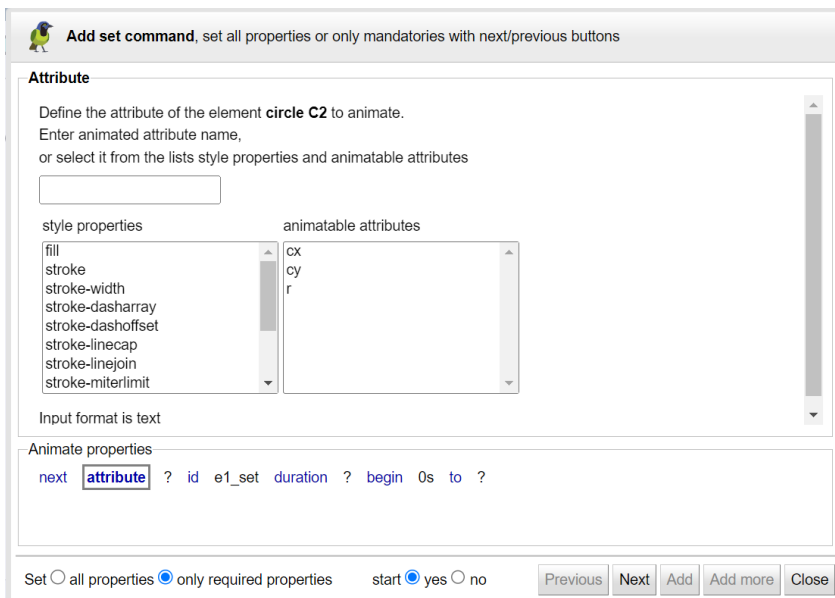 Add set command, set all properties or only mandatories with next/previous buttons
Attribute
Define the attribute of the element circle C2 to animate.
Enter animated attribute name,
or select it from the lists style properties and animatable attributes
style properties
animatable attributes
fill
stroke
stroke-width
stroke-dasharray
stroke-dashoffset
stroke-linecap
stroke-linejoin
stroke-miterlimit
cx
cy
r
Input format is text
Animate properties
next attribute ? id e1_set duration ? begin 0s to ?
Set all properties only required properties start yes no Previous Next Add Add more Close